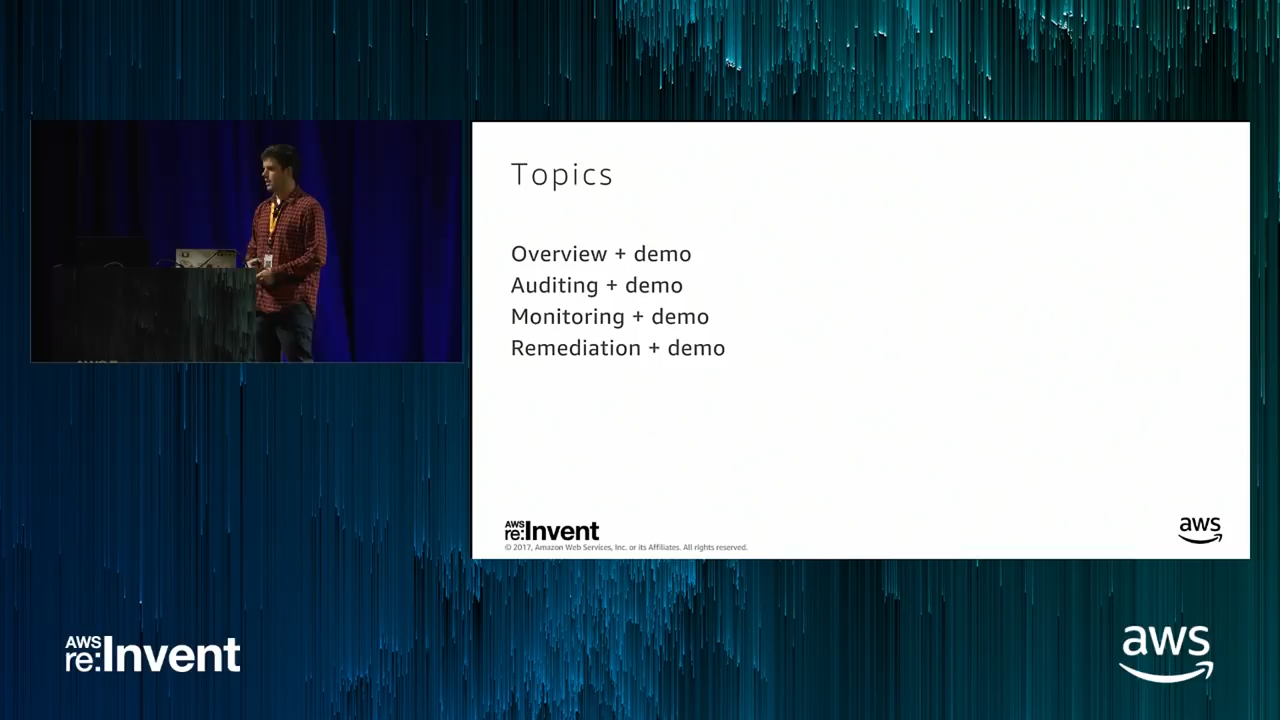 Topics
Overview + demo
Auditing + demo
Monitoring + demo
Remediation + demo
AWS
re:Invent
© 2017, Amazon Web Services, Inc. or its Affiliates. All rights reserved.
aws
AWS
re:Invent
aws